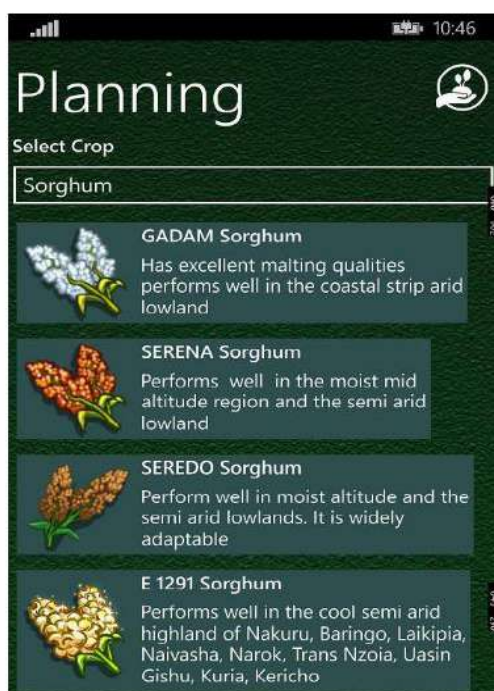 10:46
Planning
Select Crop
Sorghum
GADAM Sorghum
Has excellent malting qualities
performs well in the coastal strip arid
lowland
SERENA Sorghum
Performs well in the moist mid
altitude region and the semi arid
lowland
SEREDO Sorghum
Perform well in moist altitude and the
semi arid lowlands. It is widely
adaptable
E 1291 Sorghum
Performs well in the cool semi arid
highland of Nakuru, Baringo, Laikipia,
Naivasha, Narok, Trans Nzoia, Uasin
Gishu, Kuria, Kericho